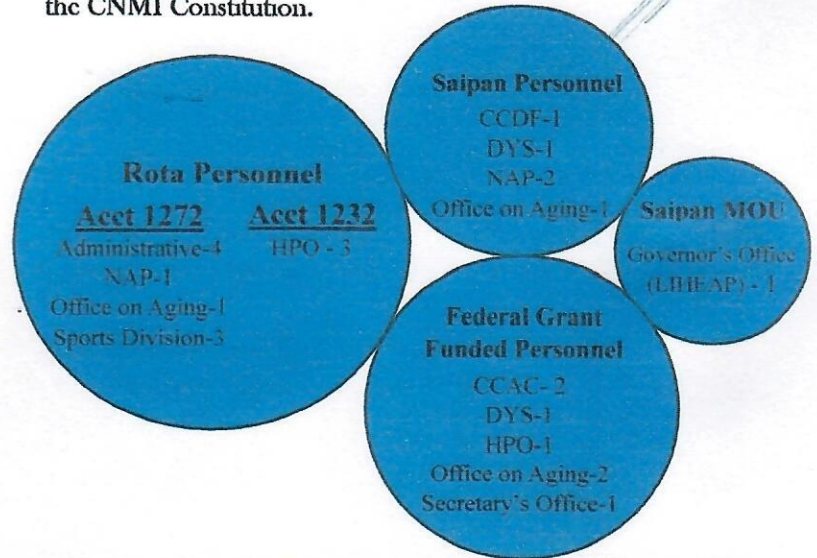 the CNMI Constitution.
Rota Personnel
Acct 1272
Administrative-4
NAP-1
Office on Aging-1
Sports Division-3
Acct 1232
HPO - 3
Saipan Personnel
CCDF-1
DYS-1
NAP-2
Office on Aging-1
Saipan MOU
Governor's Office
(LIHEAP) - 1
Federal Grant
Funded Personnel
CCAC- 2
DYS-1
HPO-1
Office on Aging-2
Secretary's Office-1